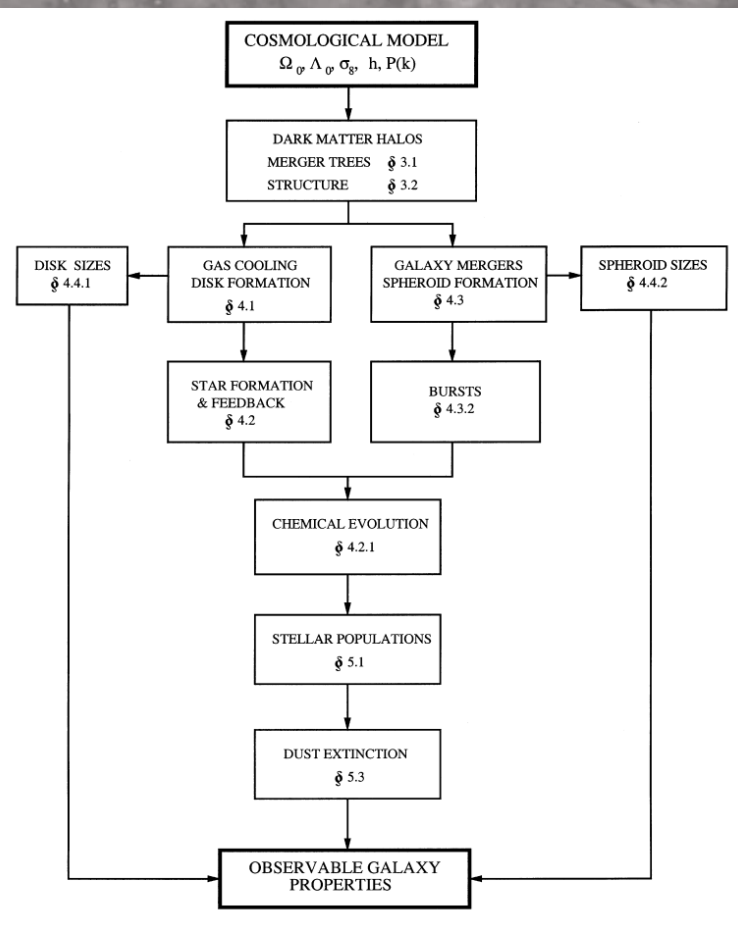 COSMOLOGICAL MODEL
Ω₀, Λ₀, σ₈, h, P(k)
DARK MATTER HALOS
MERGER TREES § 3.1
STRUCTURE § 3.2
DISK SIZES
§ 4.4.1
GAS COOLING
DISK FORMATION
§ 4.1
GALAXY MERGERS
SPHEROID FORMATION
§ 4.3
SPHEROID SIZES
§ 4.4.2
STAR FORMATION
& FEEDBACK
§ 4.2
BURSTS
§ 4.3.2
CHEMICAL EVOLUTION
§ 4.2.1
STELLAR POPULATIONS
§ 5.1
DUST EXTINCTION
§ 5.3
OBSERVABLE GALAXY
PROPERTIES